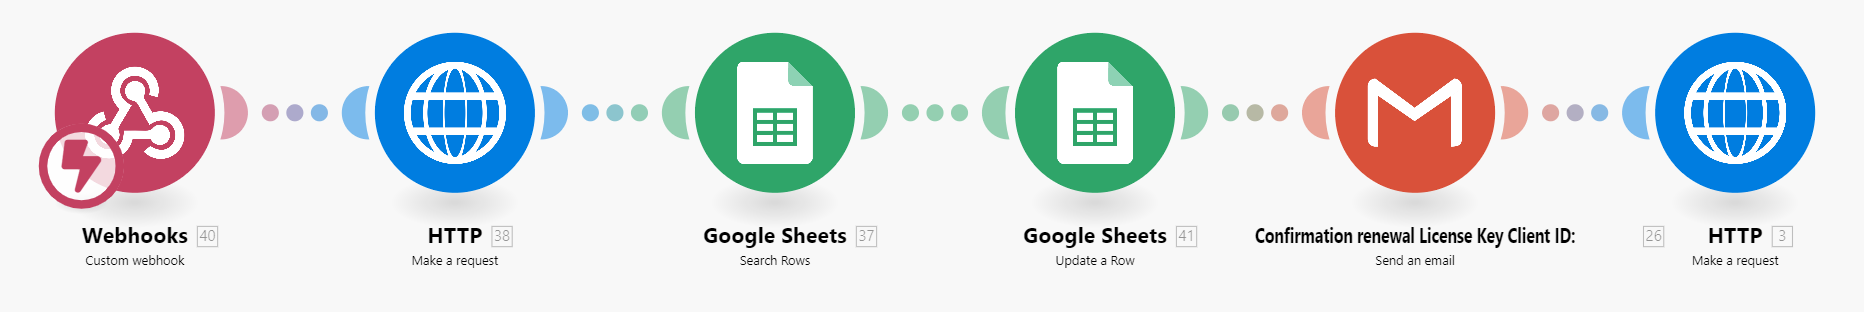 Webhooks 40
Custom webhook
HTTP 38
Make a request
Google Sheets 37
Search Rows
Google Sheets 41
Update a Row
Confirmation renewal License Key Client ID: 26
Send an email
HTTP 3
Make a request